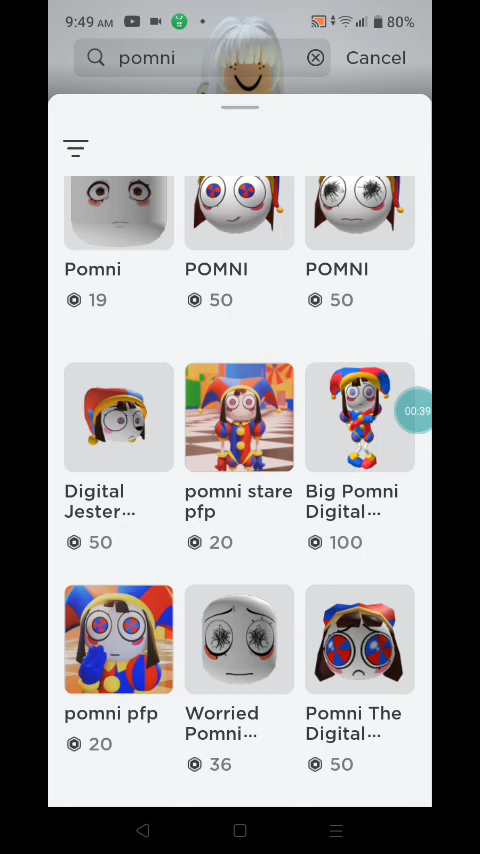 9:49 AM
80%
pomni
Cancel
Pomni
POMNI
POMNI
19
50
50
00:39
Digital
Jester...
pomni stare
pfp
Big Pomni
Digital...
50
20
100
pomni pfp
Worried
Pomni...
Pomni The
Digital...
20
36
50